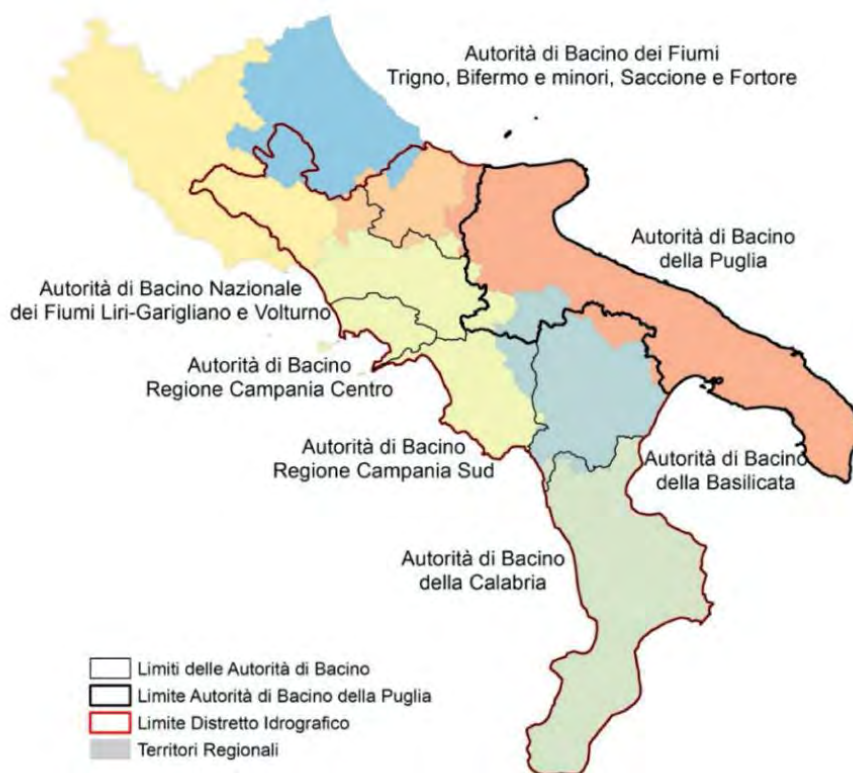 Autorità di Bacino dei Fiumi
Trigno, Bifermo e minori, Saccione e Fortore
Autorità di Bacino
della Puglia
Autorità di Bacino Nazionale
dei Fiumi Liri-Garigliano e Volturno
Autorità di Bacino
Regione Campania Centro
Autorità di Bacino
Regione Campania Sud
Autorità di Bacino
della Basilicata
Autorità di Bacino
della Calabria
Limiti delle Autorità di Bacino
Limite Autorità di Bacino della Puglia
Limite Distretto Idrografico
Territori Regionali